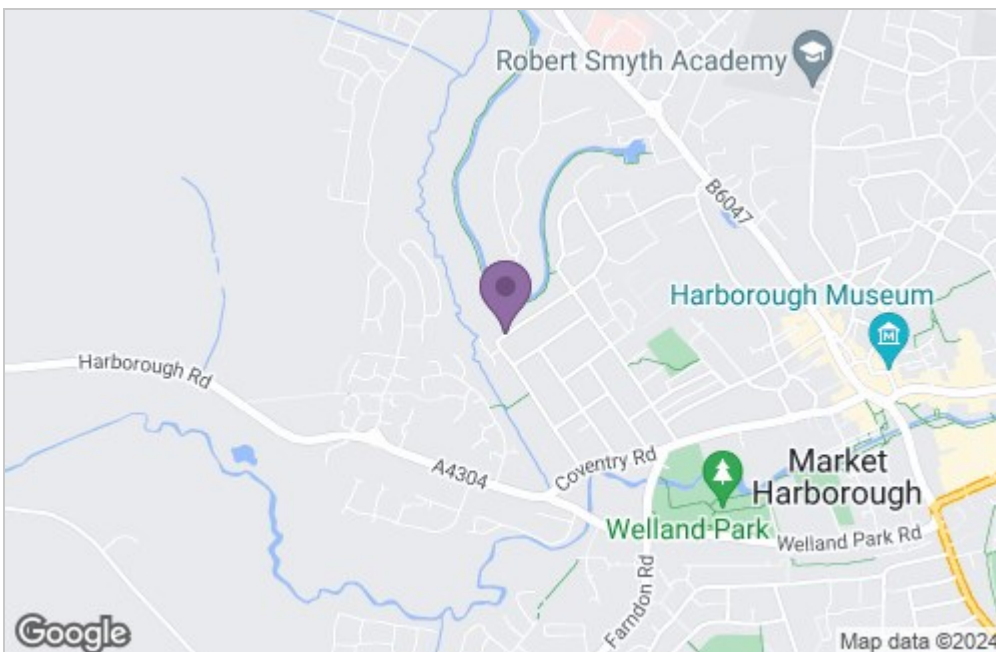 Robert Smyth Academy
B6047
Harborough Museum
Harborough Rd
A4304
Coventry Rd
Market
Harborough
Welland Park
Welland Park Rd
Farndon Rd
Google
Map data ©2024